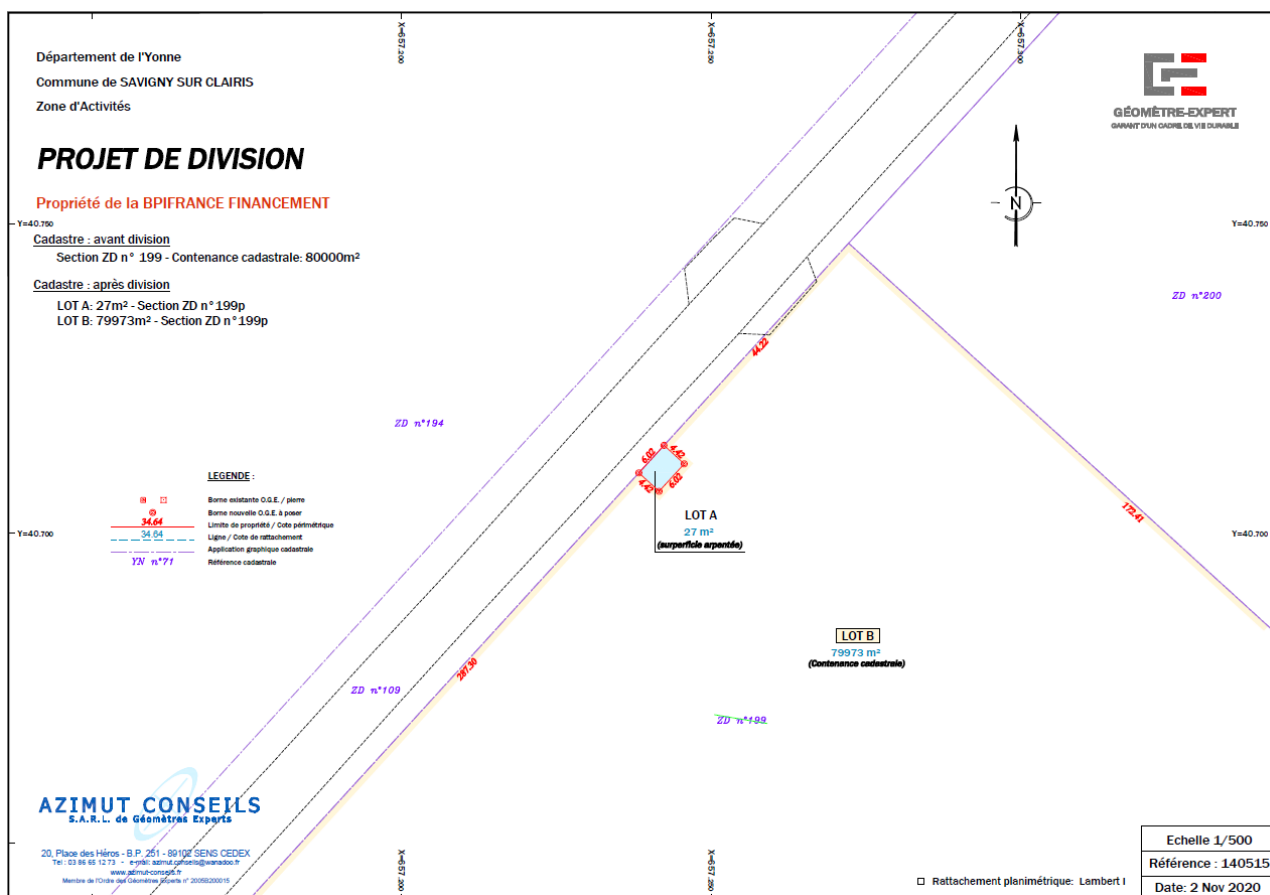 Département de l'Yonne
Commune de SAVIGNY SUR CLAIRIS
Zone d'Activités
PROJET DE DIVISION
Propriété de la BPIFRANCE FINANCEMENT
Cadastre : avant division
Section ZD n° 199 - Contenance cadastrale: 80000m²
Cadastre : après division
LOT A: 27m² - Section ZD n°199p
LOT B: 79973m² - Section ZD n°199p
X=657.200
X=657.250
X=657.300
GÉOMÈTRE-EXPERT
GARANT D'UN CADRE DE VIE DURABLE
N
Y=40.750
Y=40.750
ZD n°200
44.22
ZD n°194
6.02
4.42
4.42
6.02
LOT A
27 m²
(surperficie arpentée)
172.41
LEGENDE :
Borne existante O.G.E. / pierre
Borne nouvelle O.G.E. à poser
34.64
Limite de propriété / Cote périmétrique
34.64
Ligne / Cote de rattachement
Application graphique cadastrale
YN n°71
Référence cadastrale
Y=40.700
Y=40.700
LOT B
79973 m²
(Contenance cadastrale)
287.30
ZD n°109
ZD n°199
AZIMUT CONSEILS
S.A.R.L. de Géomètres Experts
20, Place des Héros - B.P. 251 - 89102 SENS CEDEX
Tel : 03 86 65 12 73 - e-mail: azimut.conseils@wanadoo.fr
www.azimut-conseils.fr
Membre de l'Ordre des Géomètres Experts n° 2005B200015
X=657.200
X=657.250
Rattachement planimétrique: Lambert I
Echelle 1/500
Référence : 140515
Date: 2 Nov 2020